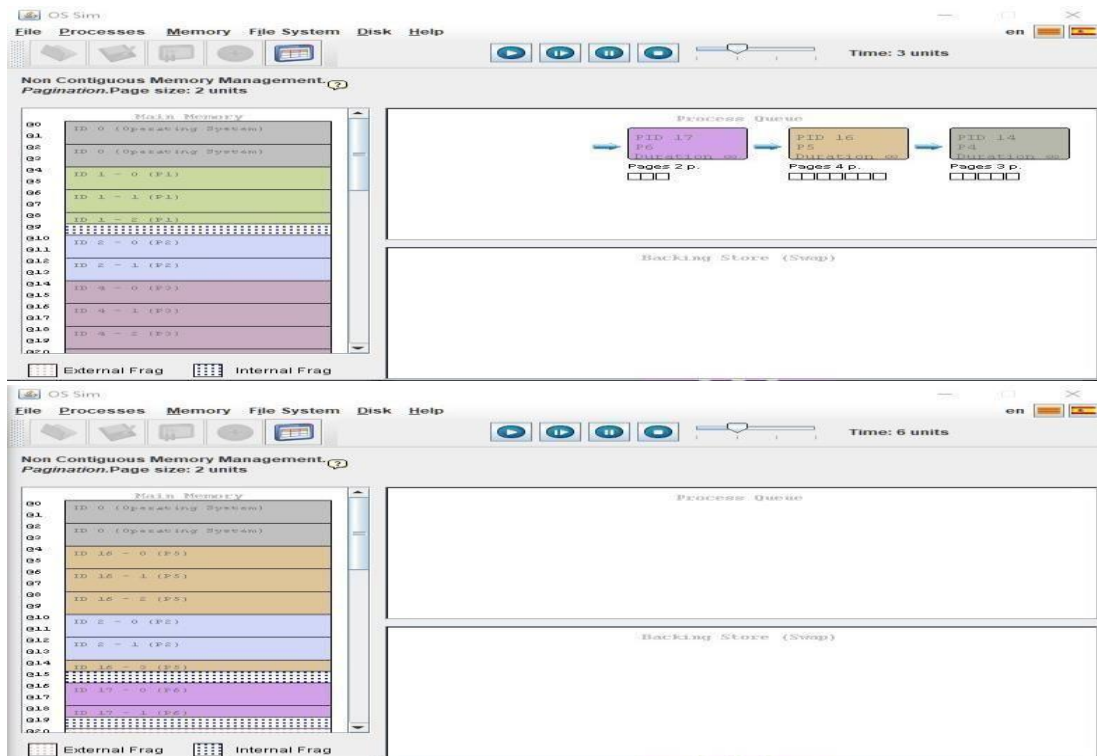 OS Sim
File Processes Memory File System Disk Help
en
Time: 3 units
Non Contiguous Memory Management.
Pagination.Page size: 2 units
Main Memory
Process Queue
@0
@1
ID 0 (Operating System)
@2
@3
ID 0 (Operating System)
@4
@5
ID 1 - 0 (P1)
@6
@7
ID 1 - 1 (P1)
@8
@9
ID 1 - 2 (P1)
@10
@11
ID 2 - 0 (P2)
@12
@13
ID 2 - 1 (P2)
@14
@15
ID 4 - 0 (P3)
@16
@17
ID 4 - 1 (P3)
@18
@19
ID 4 - 2 (P3)
@20
PID 17
P6
Duration ∞
Pages 2 p.
PID 16
P5
Duration ∞
Pages 4 p.
PID 14
P4
Duration ∞
Pages 3 p.
Backing Store (Swap)
External Frag Internal Frag
OS Sim
File Processes Memory File System Disk Help
en
Time: 6 units
Non Contiguous Memory Management.
Pagination.Page size: 2 units
Main Memory
Process Queue
@0
@1
ID 0 (Operating System)
@2
@3
ID 0 (Operating System)
@4
@5
ID 16 - 0 (P5)
@6
@7
ID 16 - 1 (P5)
@8
@9
ID 16 - 2 (P5)
@10
@11
ID 2 - 0 (P2)
@12
@13
ID 2 - 1 (P2)
@14
@15
ID 16 - 3 (P5)
@16
@17
ID 17 - 0 (P6)
@18
@19
ID 17 - 1 (P6)
@20
Backing Store (Swap)
External Frag Internal Frag